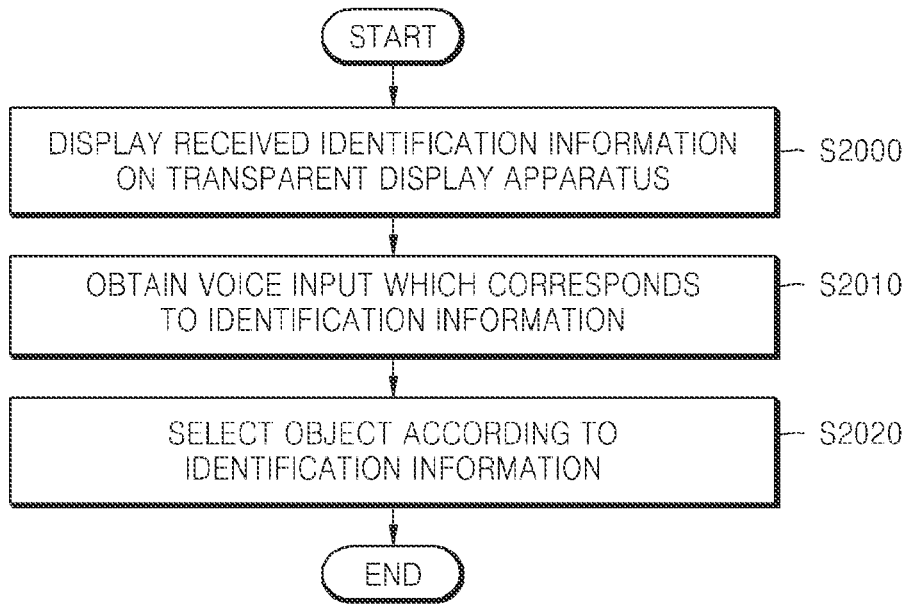 START
DISPLAY RECEIVED IDENTIFICATION INFORMATION
ON TRANSPARENT DISPLAY APPARATUS
S2000
OBTAIN VOICE INPUT WHICH CORRESPONDS
TO IDENTIFICATION INFORMATION
S2010
SELECT OBJECT ACCORDING TO
IDENTIFICATION INFORMATION
S2020
END